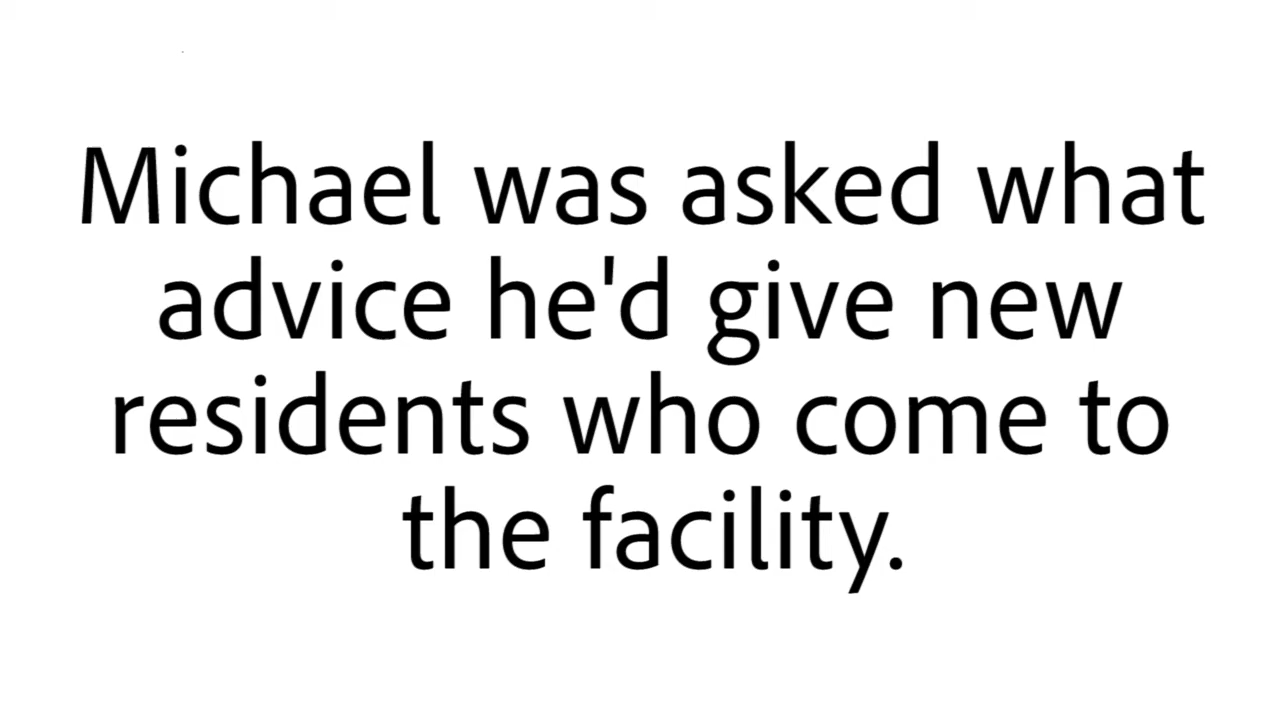 Michael was asked what
advice he'd give new
residents who come to
the facility.